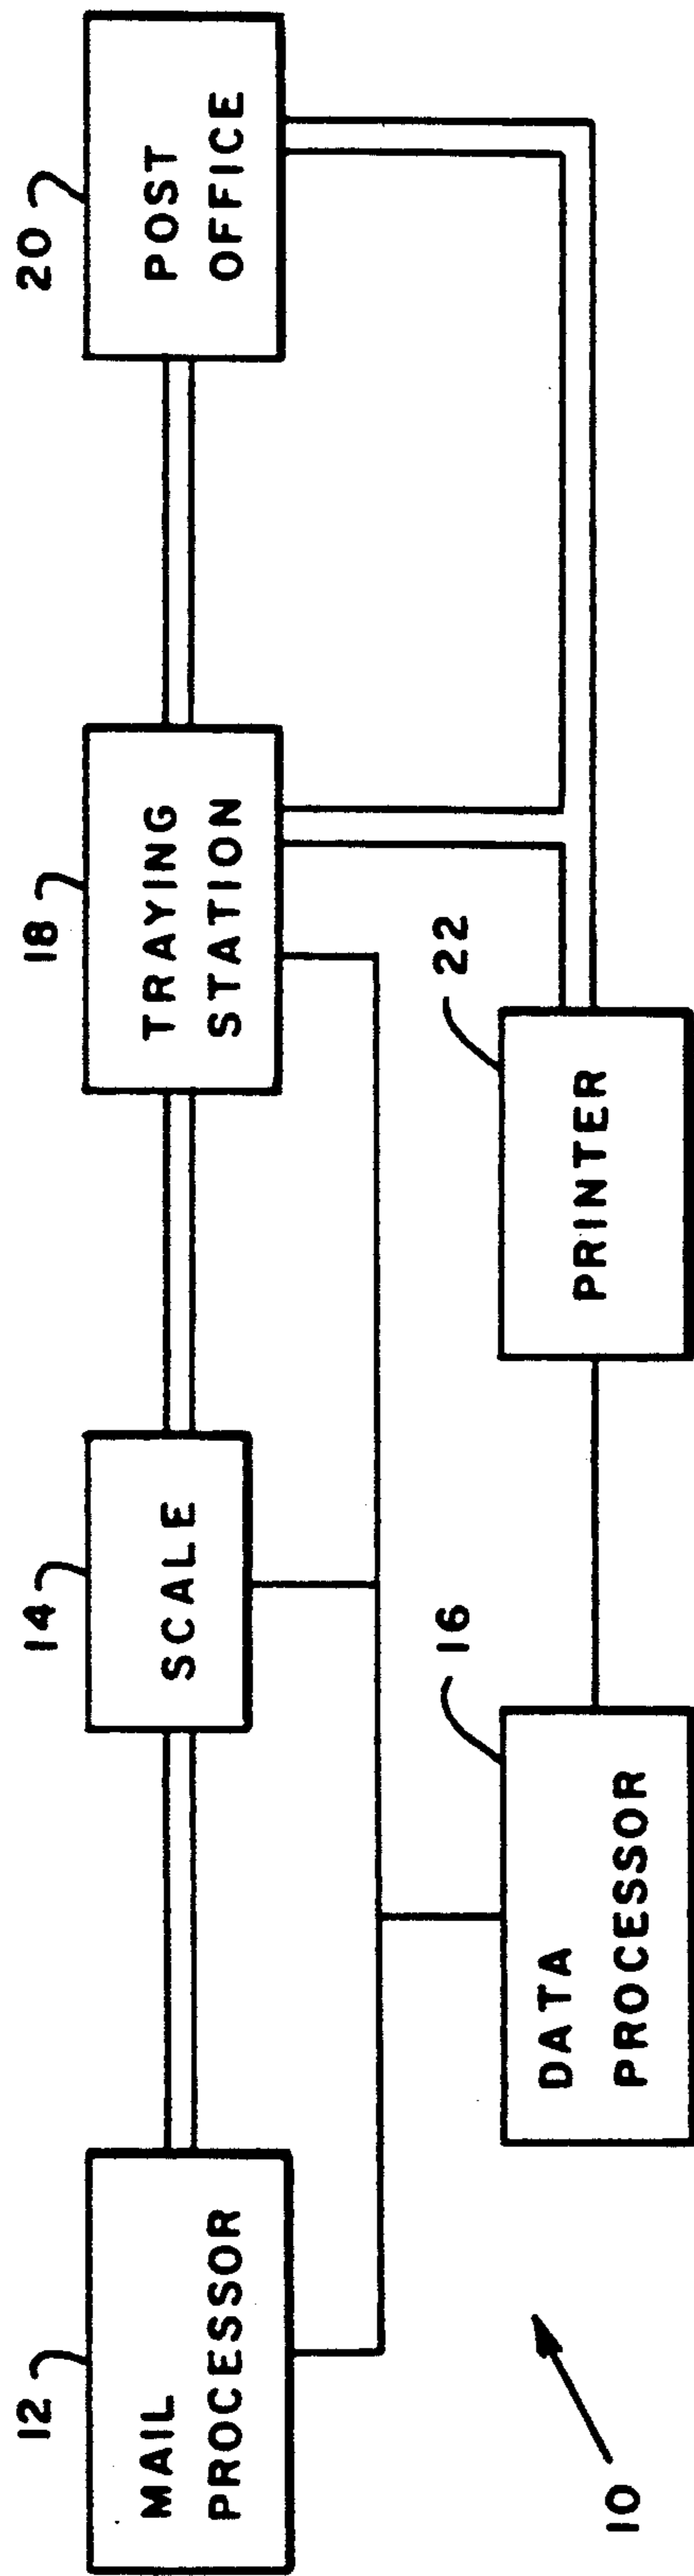 12
MAIL
PROCESSOR
14
SCALE
18
TRAYING
STATION
20
POST
OFFICE
10
16
DATA
PROCESSOR
22
PRINTER